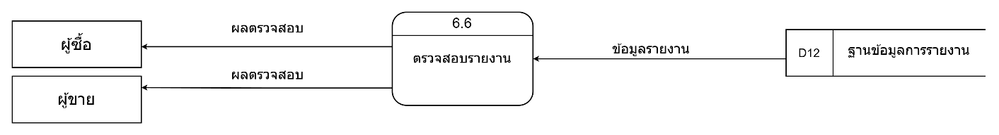 ผู้ซื้อ
ผลตรวจสอบ
6.6
ตรวจสอบรายงาน
ข้อมูลรายงาน
D12
ฐานข้อมูลการรายงาน
ผลตรวจสอบ
ผู้ขาย